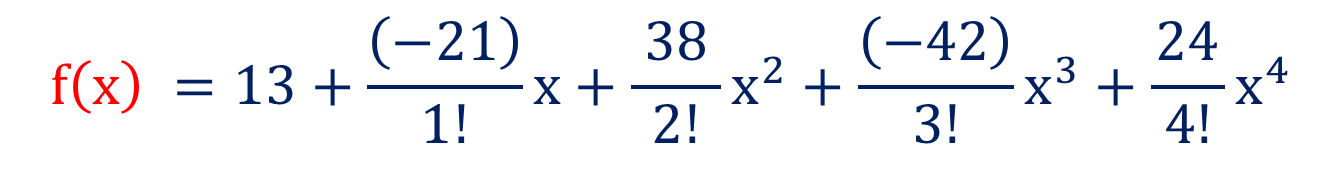 f(x) = 13 + (−21)/1! x + 38/2! x² + (−42)/3! x³ + 24/4! x⁴